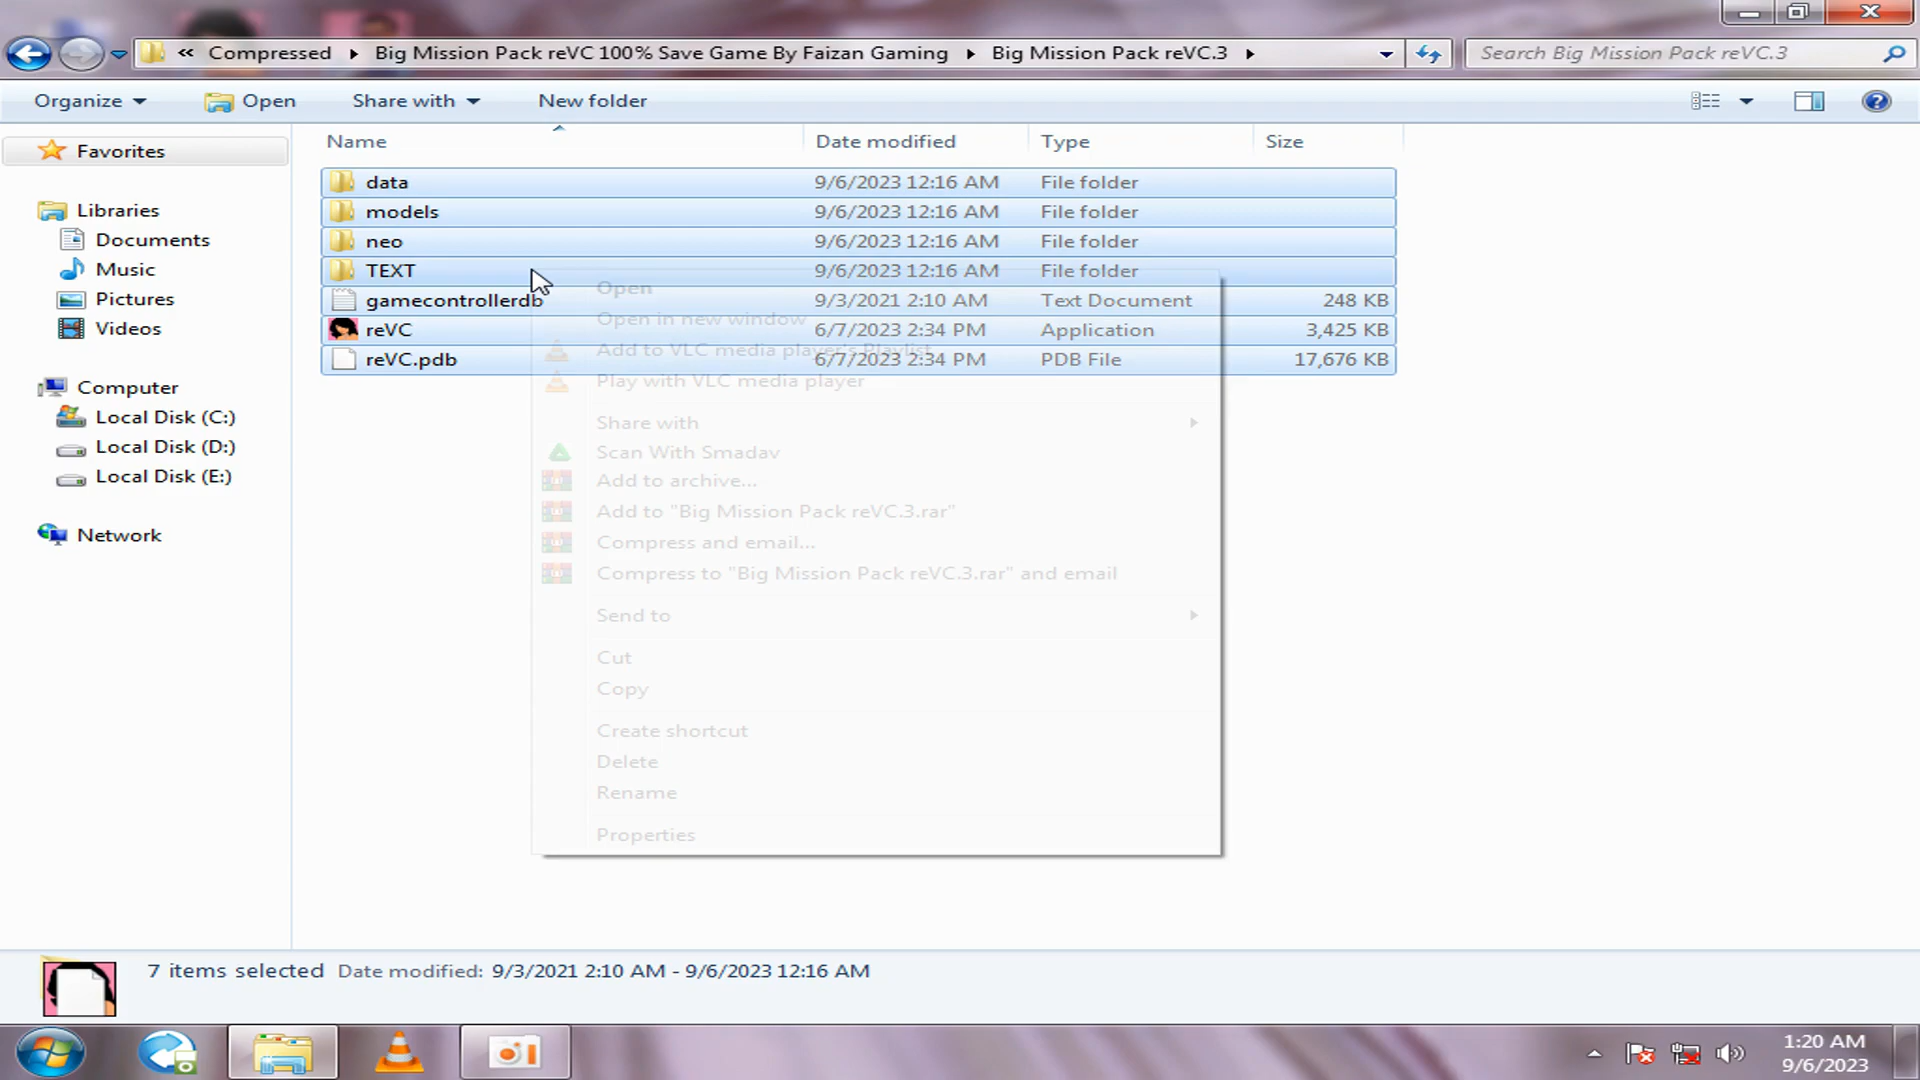 Compressed Big Mission Pack reVC 100% Save Game By Faizan Gaming Big Mission Pack reVC.3 Search Big Mission Pack reVC.3
Organize Open Share with New folder
Name Date modified Type Size
Favorites
Libraries
Documents
Music
Pictures
Videos
Computer
Local Disk (C:)
Local Disk (D:)
Local Disk (E:)
Network
data 9/6/2023 12:16 AM File folder
models 9/6/2023 12:16 AM File folder
neo 9/6/2023 12:16 AM File folder
TEXT 9/6/2023 12:16 AM File folder
gamecontrollerdb 9/3/2021 2:10 AM Text Document 248 KB
reVC 6/7/2023 2:34 PM Application 3,425 KB
reVC.pdb 6/7/2023 2:34 PM PDB File 17,676 KB
Open
Open in new window
Add to VLC media player's Playlist
Play with VLC media player
Share with
Scan With Smadav
Add to archive...
Add to "Big Mission Pack reVC.3.rar"
Compress and email...
Compress to "Big Mission Pack reVC.3.rar" and email
Send to
Cut
Copy
Create shortcut
Delete
Rename
Properties
7 items selected Date modified: 9/3/2021 2:10 AM - 9/6/2023 12:16 AM
1:20 AM
9/6/2023